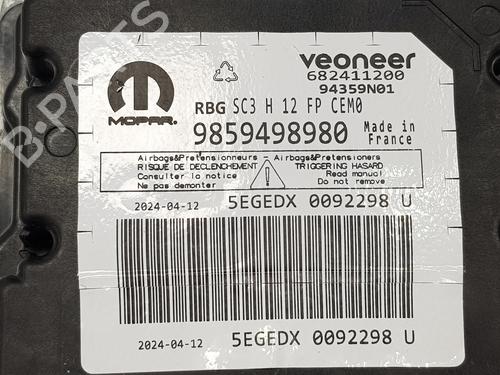 veoneer
682411200
94359N01
MOPAR.
RBG SC3 H 12 FP CEM0
9859498980
Made in
France
Airbags&Pretensionneurs - Airbags&Pretensioners
RISQUE DE DECLENCHEMENT
Consulter la notice
Ne pas demonter
TRIGGERING HASARD
Read manual
Do not remove
2024-04-12
5EGEDX 0092298 U
2024-04-12
5EGEDX 0092298 U
B-PARTS